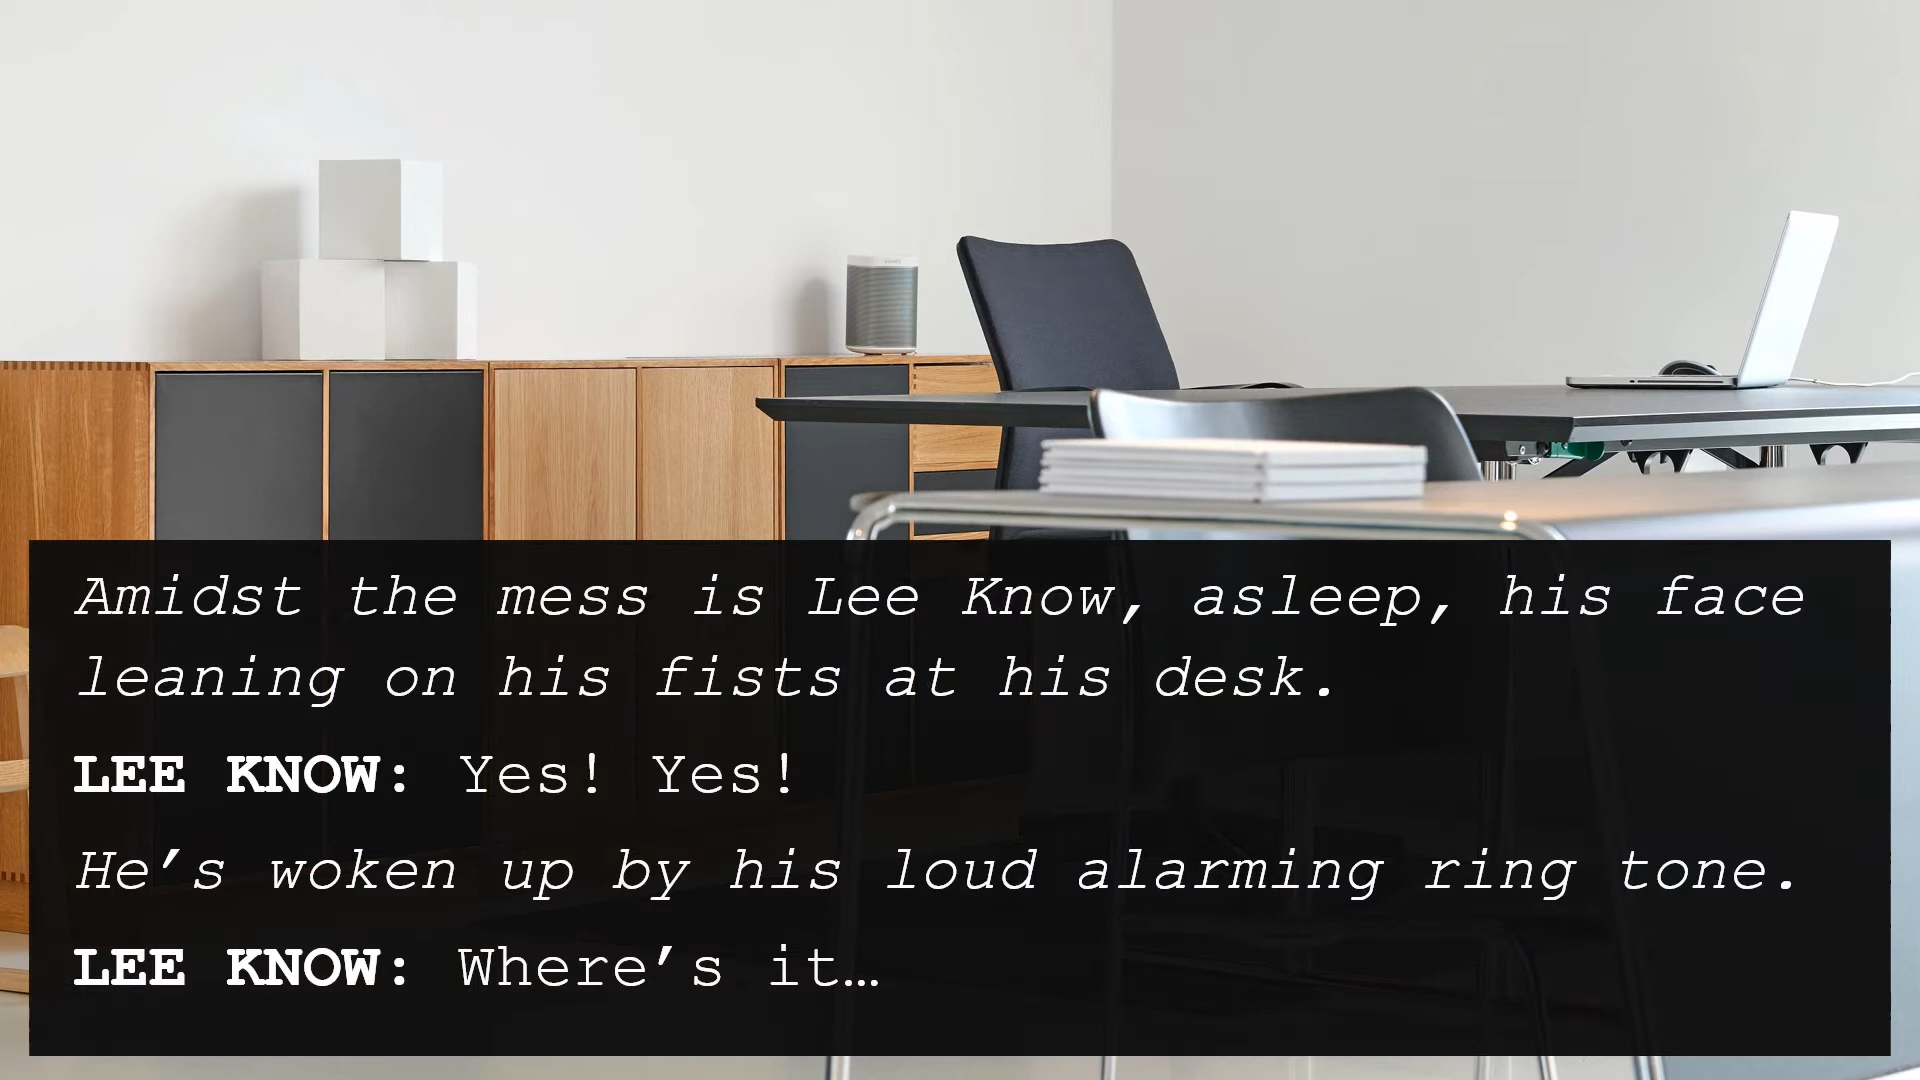 Amidst the mess is Lee Know, asleep, his face
leaning on his fists at his desk.
LEE KNOW: Yes! Yes!
He’s woken up by his loud alarming ring tone.
LEE KNOW: Where’s it…